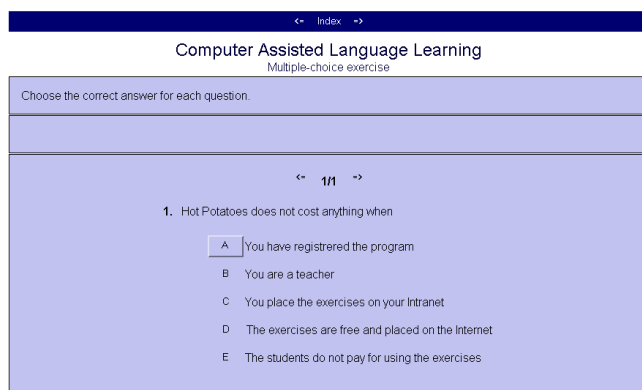 <= Index =>
Computer Assisted Language Learning
Multiple-choice exercise
Choose the correct answer for each question.
<= 1/1 =>
1. Hot Potatoes does not cost anything when
A You have registrered the program
B You are a teacher
C You place the exercises on your Intranet
D The exercises are free and placed on the Internet
E The students do not pay for using the exercises